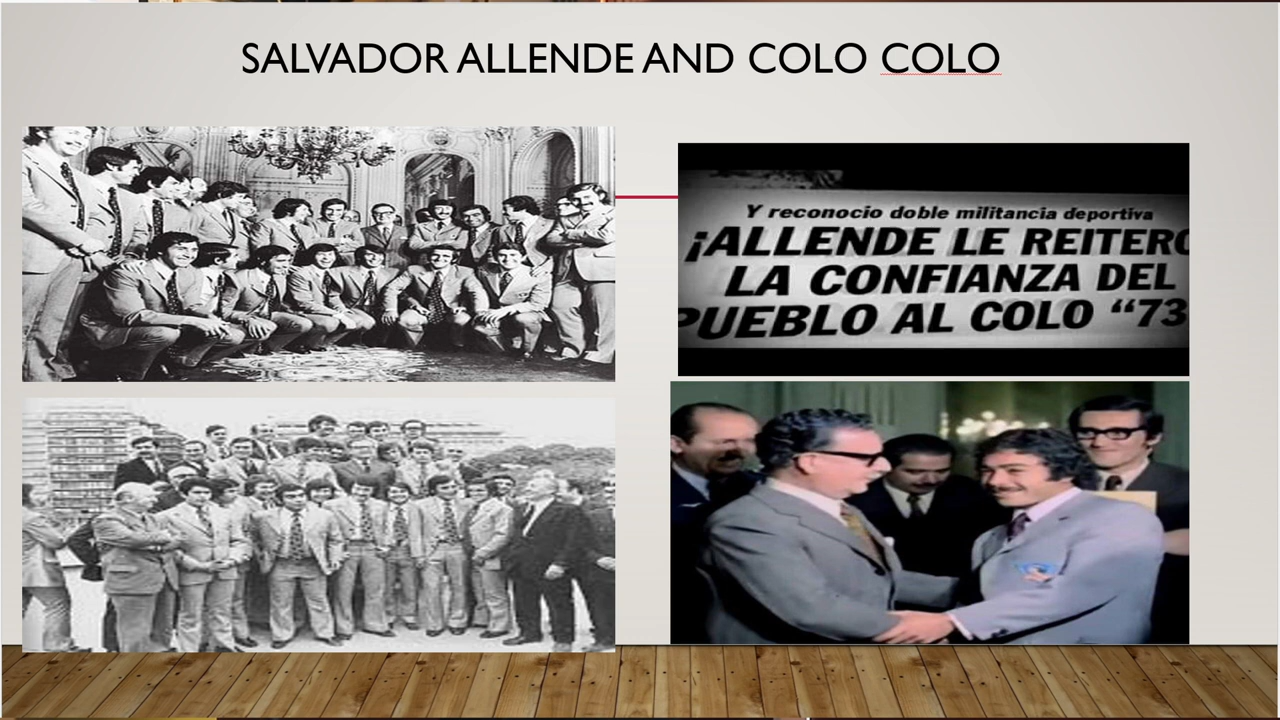 SALVADOR ALLENDE AND COLO COLO
Y reconocio doble militancia deportiva
¡ALLENDE LE REITERO
LA CONFIANZA DEL
PUEBLO AL COLO “73